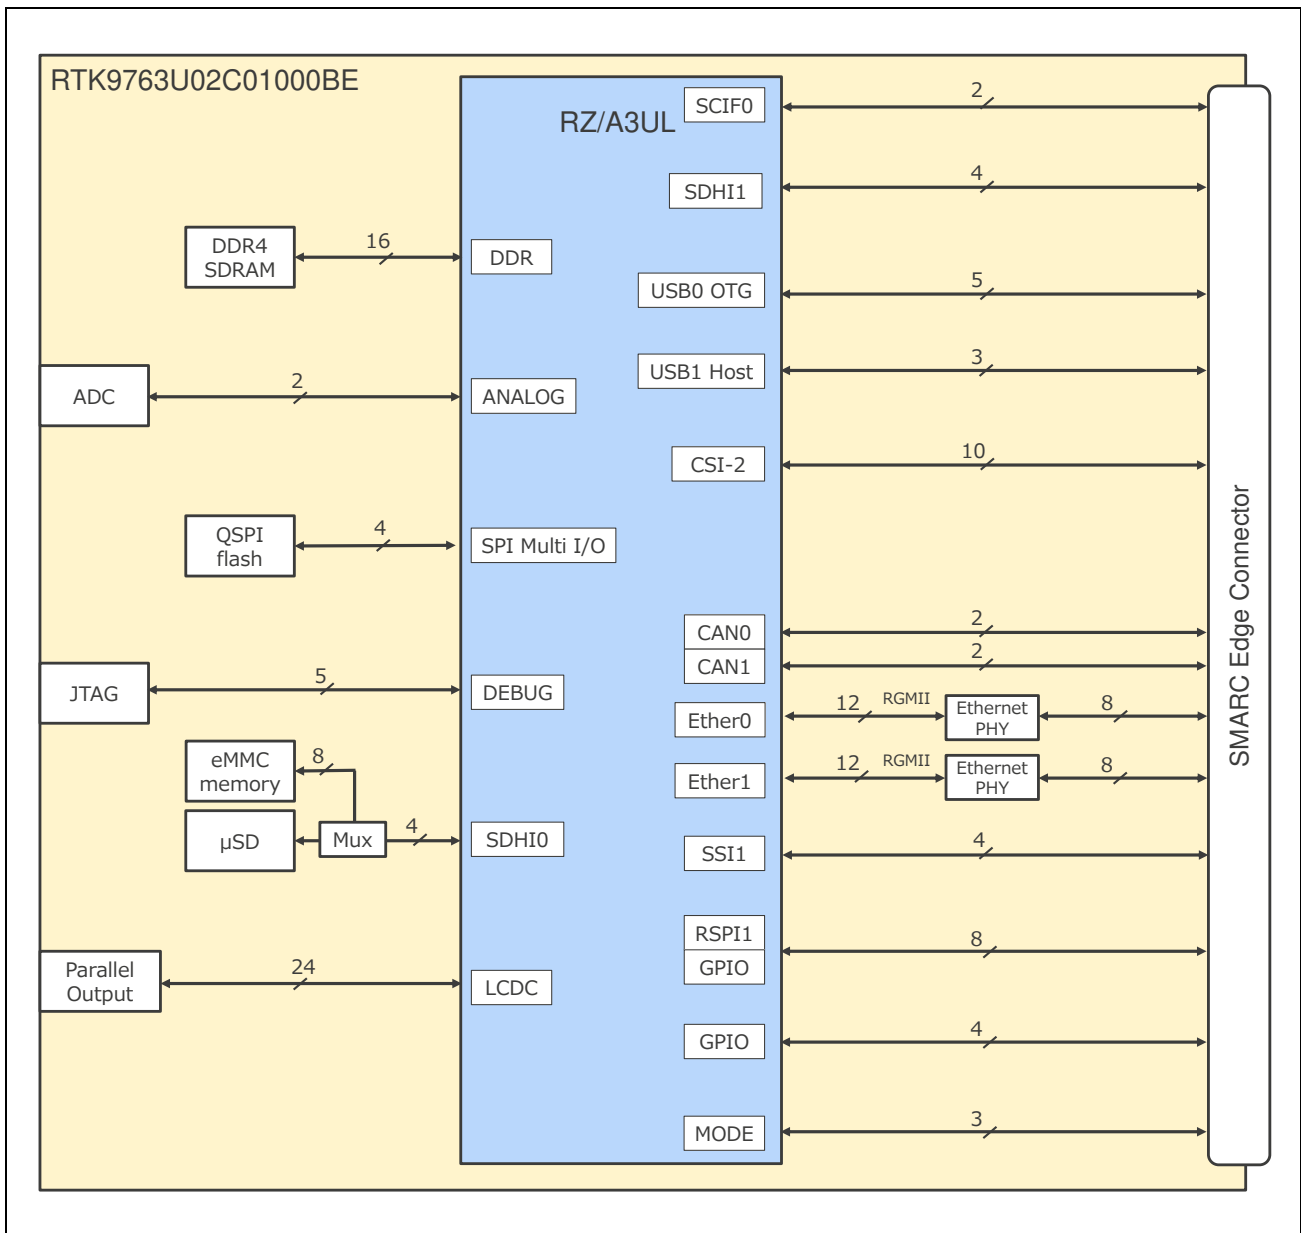 RTK9763U02C01000BE
RZ/A3UL
SCIF0
2
SDHI1
4
DDR4
SDRAM
16
DDR
USB0 OTG
5
USB1 Host
3
ADC
2
ANALOG
CSI-2
10
QSPI
flash
4
SPI Multi I/O
CAN0
2
CAN1
2
JTAG
5
DEBUG
Ether0
12
RGMII
Ethernet
PHY
8
eMMC
memory
8
Ether1
12
RGMII
Ethernet
PHY
8
µSD
Mux
4
SDHI0
SSI1
4
RSPI1
GPIO
8
Parallel
Output
24
LCDC
GPIO
4
MODE
3
SMARC Edge Connector